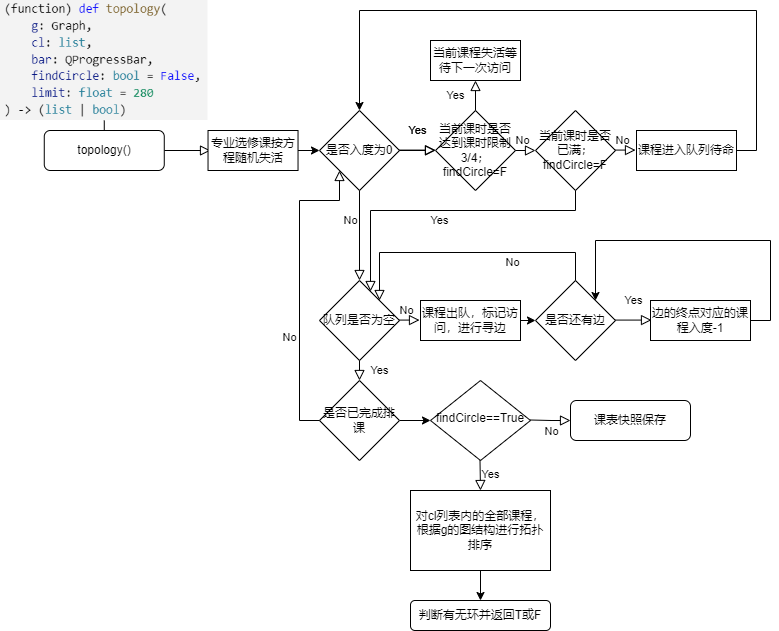 (function) def topology(
g: Graph,
cl: list,
bar: QProgressBar,
findCircle: bool = False,
limit: float = 280
) -> (list | bool)
当前课程失活等
待下一次访问
Yes
topology()
专业选修课按方
程随机失活
是否入度为0
Yes
当前课时是否
达到课时限制
3/4;
findCircle=F
No
当前课时是否
已满;
findCircle=F
No
课程进入队列待命
No
Yes
No
队列是否为空
No
课程出队，标记访
问，进行寻边
是否还有边
Yes
边的终点对应的课
程入度-1
No
Yes
是否已完成排
课
findCircle==True
No
课表快照保存
Yes
对cl列表内的全部课程，
根据g的图结构进行拓扑
排序
判断有无环并返回T或F